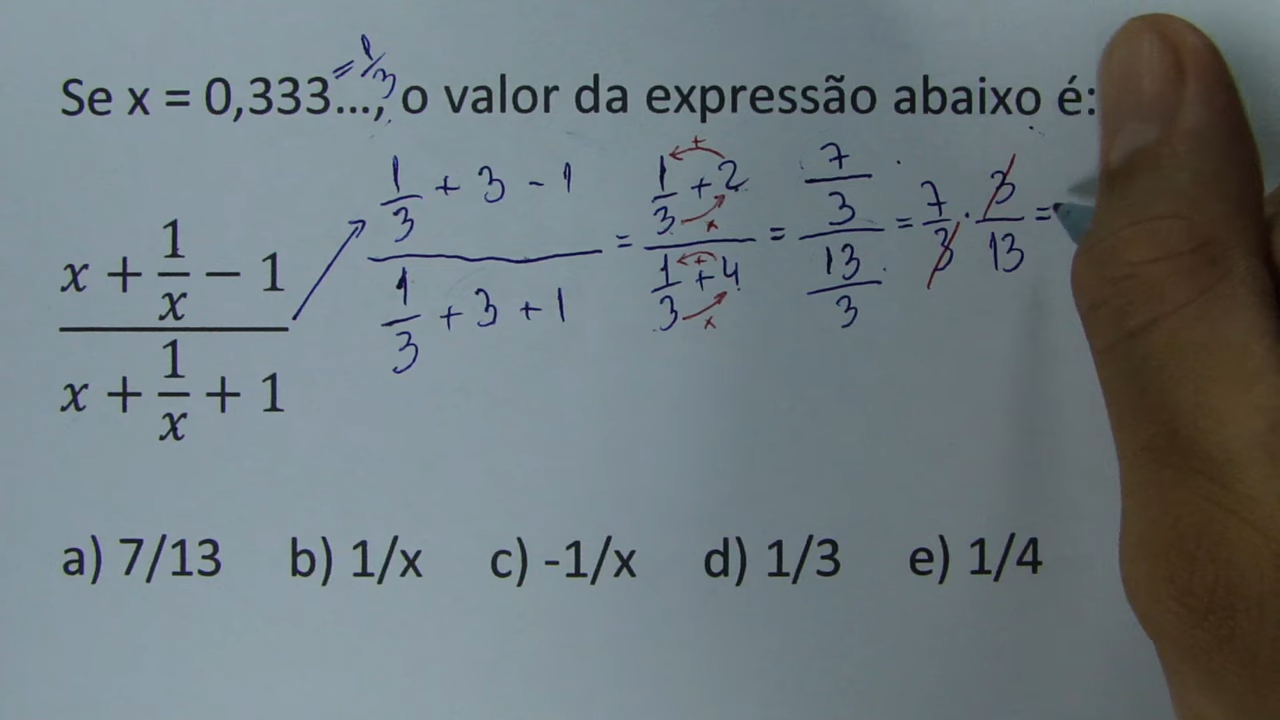 Se x = 0,333..., o valor da expressão abaixo é:
= 1/3
x + 1/x − 1
x + 1/x + 1
1/3 + 3 - 1
1/3 + 3 + 1
=
1/3 + 2
1/3 + 4
=
7/3
13/3
= 7/3 · 3/13 =
+
x
+
x
a) 7/13 b) 1/x c) -1/x d) 1/3 e) 1/4